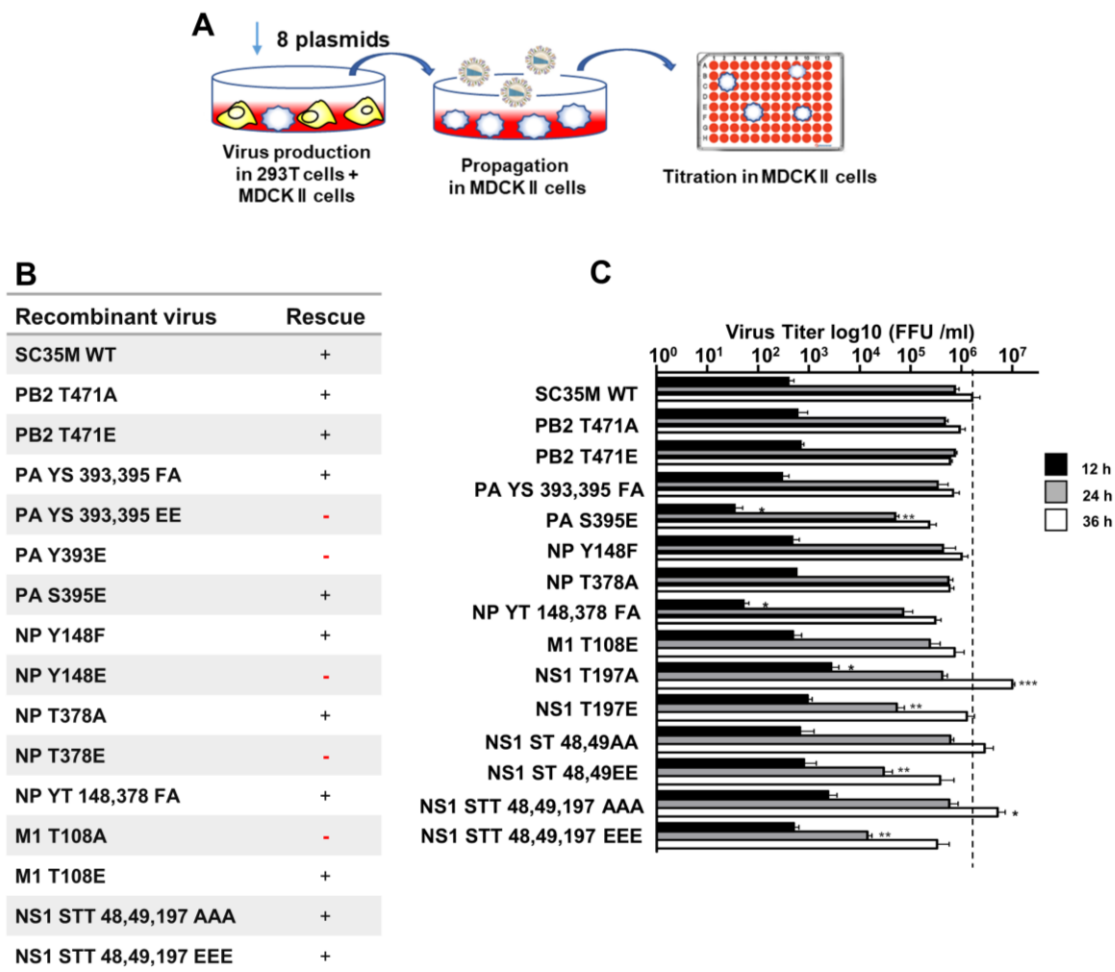 A
8 plasmids
Virus production
in 293T cells +
MDCK II cells
Propagation
in MDCK II cells
Titration in MDCK II cells
A
B
C
D
E
F
G
H
B
Recombinant virus Rescue
SC35M WT +
PB2 T471A +
PB2 T471E +
PA YS 393,395 FA +
PA YS 393,395 EE -
PA Y393E -
PA S395E +
NP Y148F +
NP Y148E -
NP T378A +
NP T378E -
NP YT 148,378 FA +
M1 T108A -
M1 T108E +
NS1 STT 48,49,197 AAA +
NS1 STT 48,49,197 EEE +
C
Virus Titer log10 (FFU /ml)
10⁰ 10¹ 10² 10³ 10⁴ 10⁵ 10⁶ 10⁷
SC35M WT
PB2 T471A
PB2 T471E
PA YS 393,395 FA
PA S395E * **
NP Y148F
NP T378A
NP YT 148,378 FA *
M1 T108E
NS1 T197A * ***
NS1 T197E **
NS1 ST 48,49AA
NS1 ST 48,49EE **
NS1 STT 48,49,197 AAA *
NS1 STT 48,49,197 EEE **
12 h
24 h
36 h